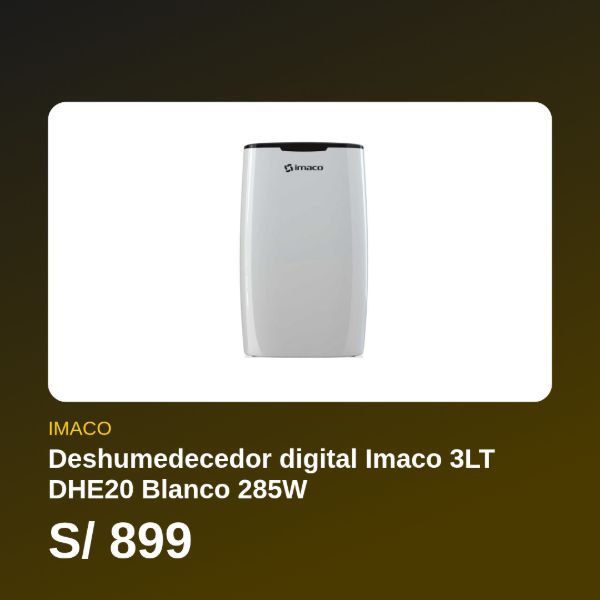 imaco
IMACO
Deshumedecedor digital Imaco 3LT
DHE20 Blanco 285W
S/ 899